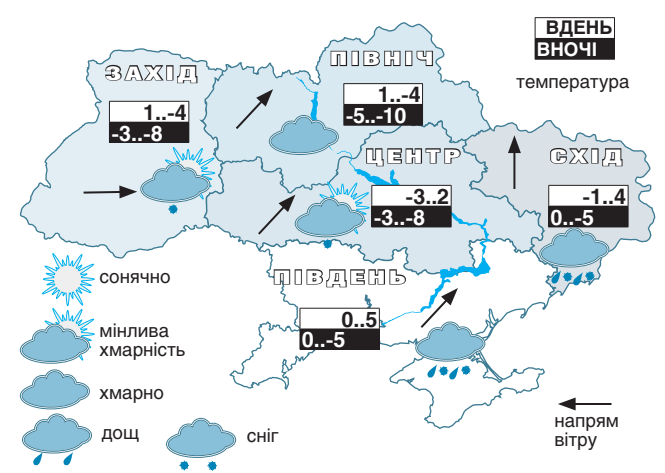 ВДЕНЬ
ВНОЧІ
температура
ПІВНІЧ
1..-4
-5..-10
ЗАХІД
1..-4
-3..-8
ЦЕНТР
-3..2
-3..-8
СХІД
-1..4
0..-5
ПІВДЕНЬ
0..5
0..-5
сонячно
мінлива
хмарність
хмарно
дощ
сніг
напрям
вітру